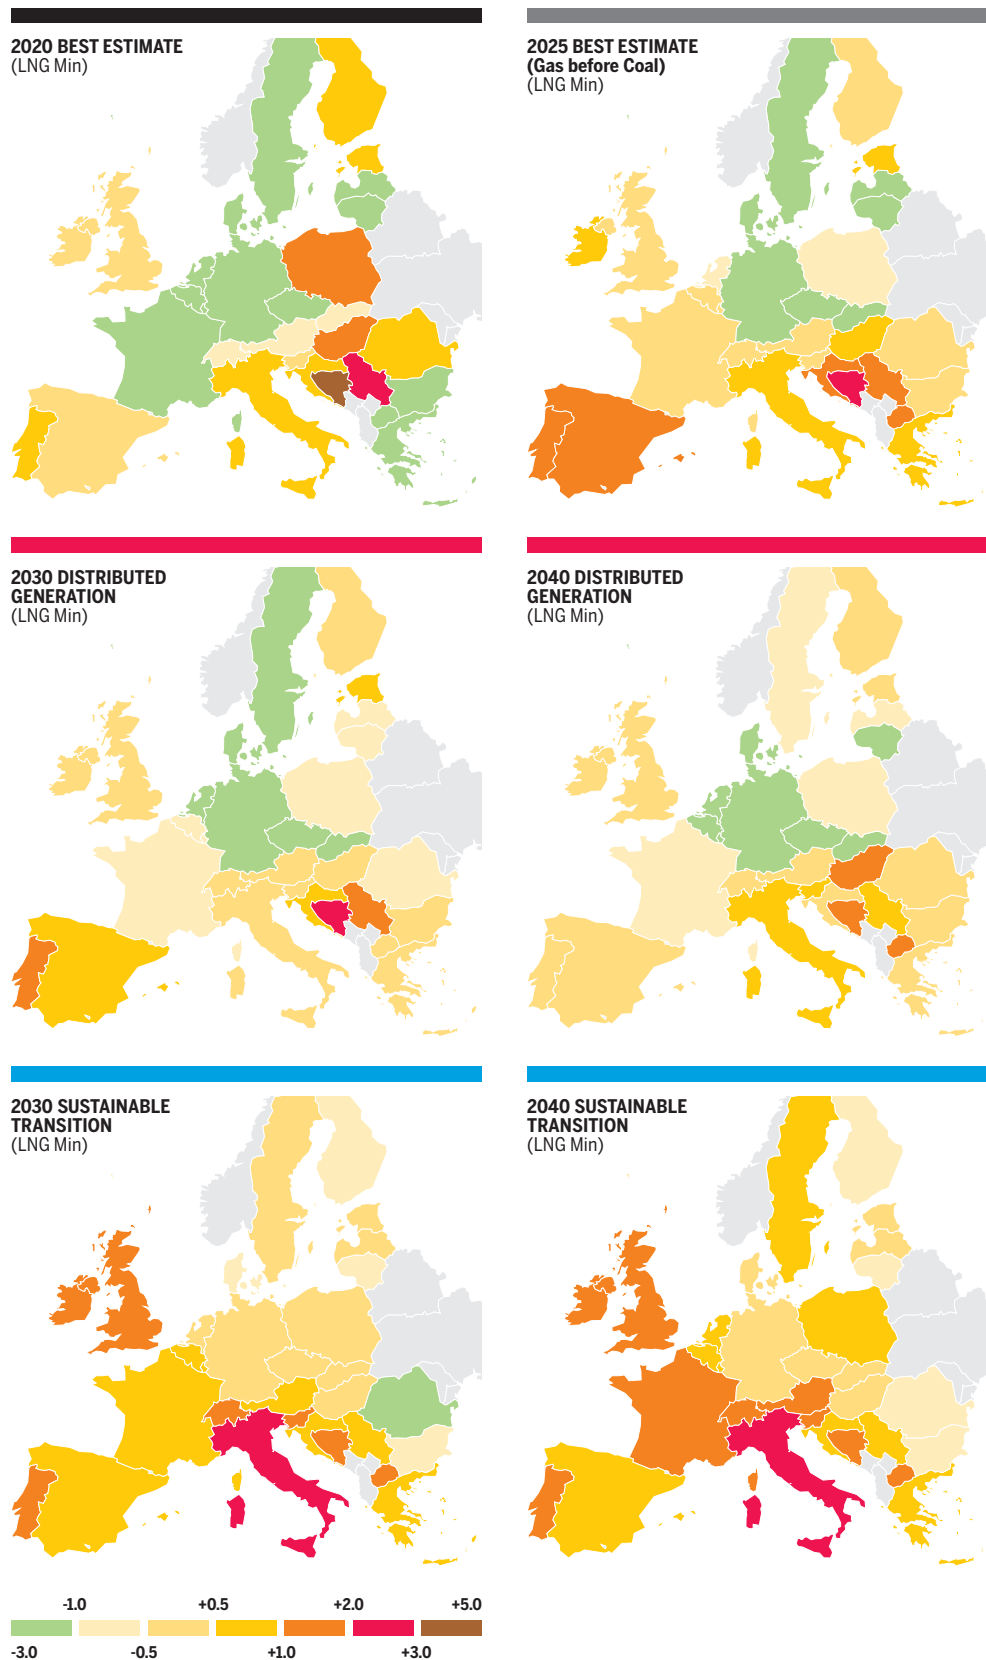 2020 BEST ESTIMATE
(LNG Min)
2025 BEST ESTIMATE
(Gas before Coal)
(LNG Min)
2030 DISTRIBUTED
GENERATION
(LNG Min)
2040 DISTRIBUTED
GENERATION
(LNG Min)
2030 SUSTAINABLE
TRANSITION
(LNG Min)
2040 SUSTAINABLE
TRANSITION
(LNG Min)
-1.0 +0.5 +2.0 +5.0
-3.0 -0.5 +1.0 +3.0